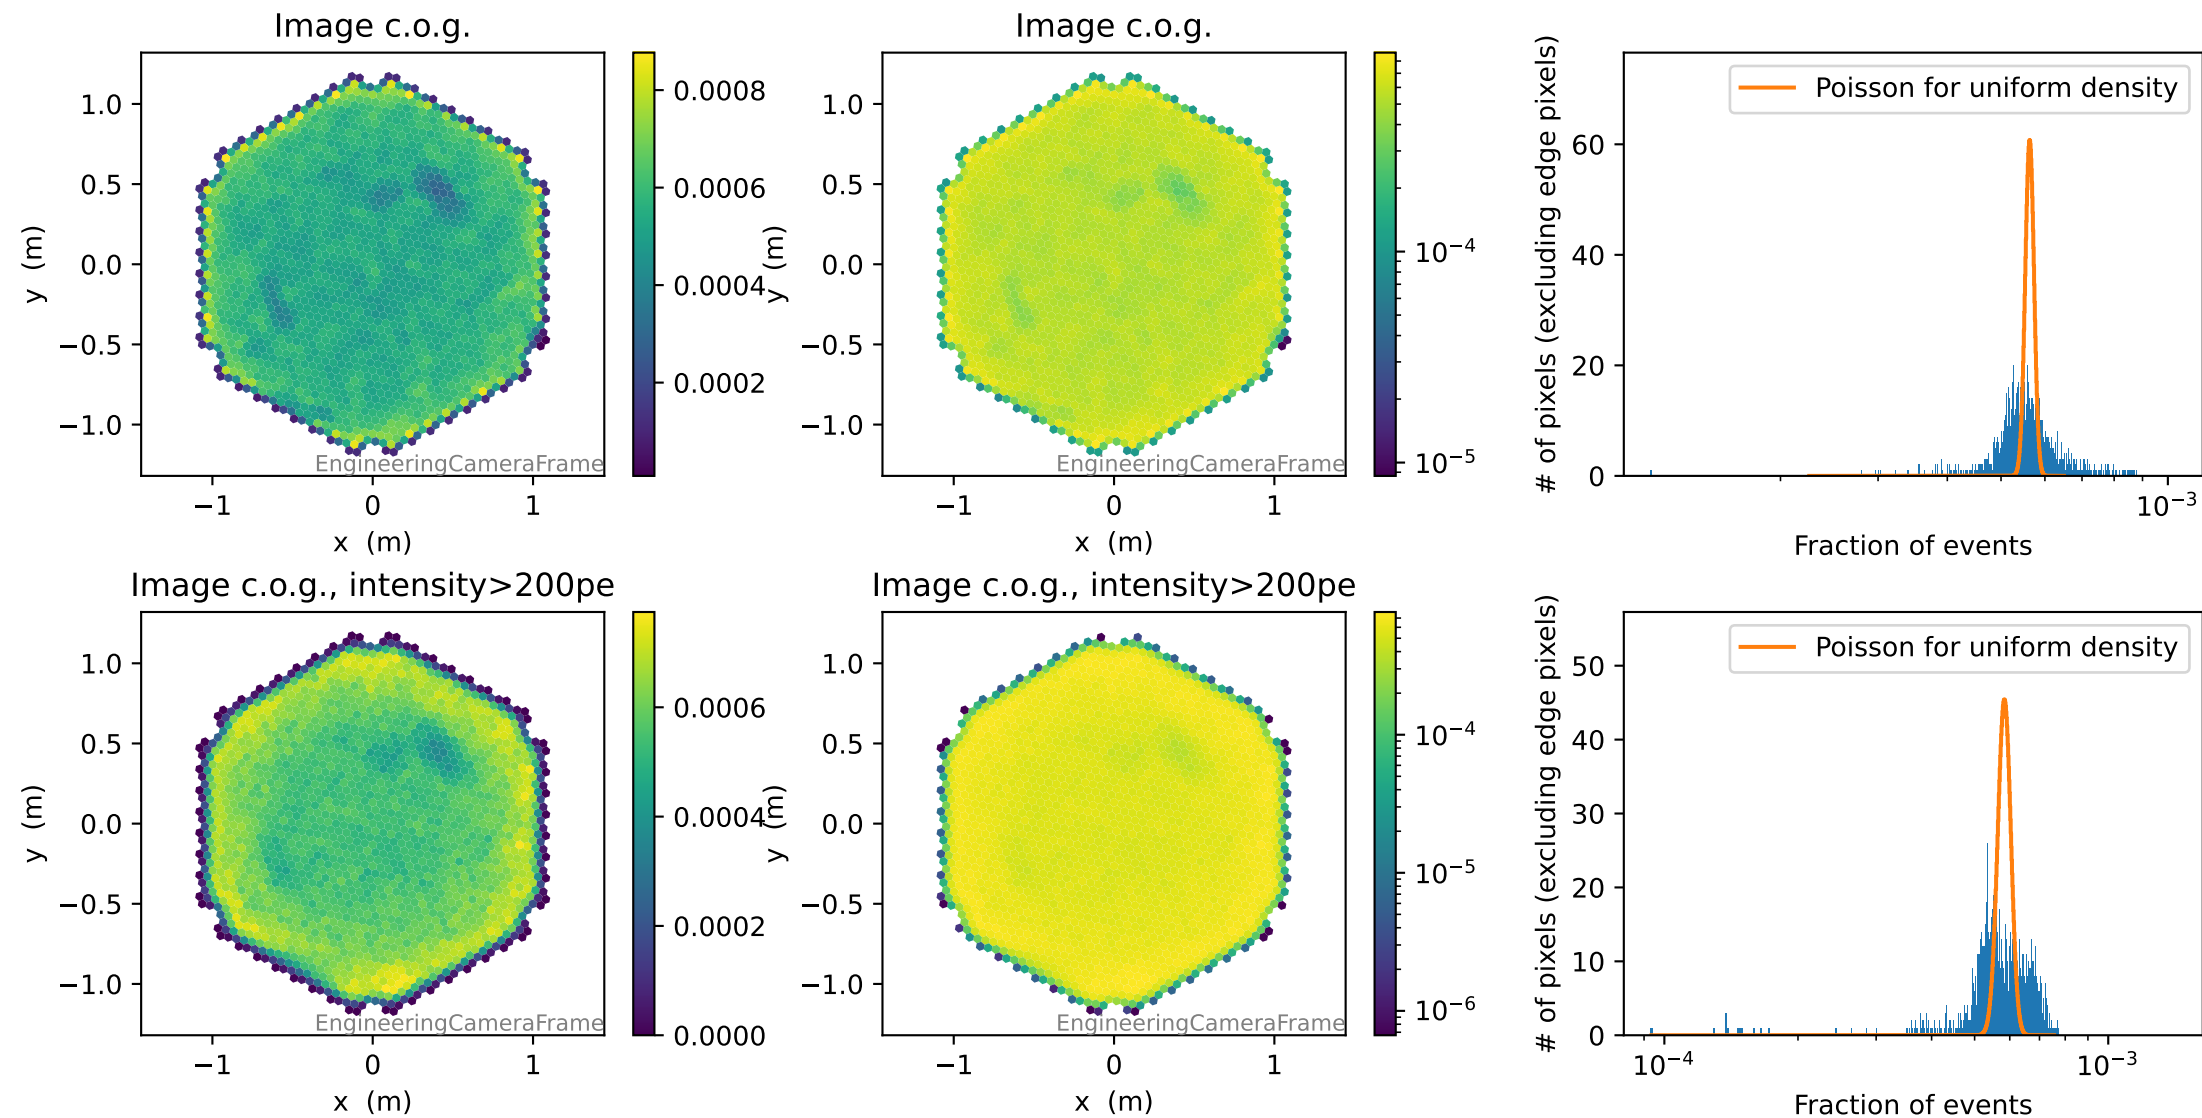 Image c.o.g.
1.0
0.5
0.0
−0.5
−1.0
y (m)
−1
0
1
x (m)
EngineeringCameraFrame
0.0008
0.0006
0.0004
0.0002
Image c.o.g.
1.0
0.5
0.0
−0.5
−1.0
y (m)
−1
0
1
x (m)
EngineeringCameraFrame
10⁻⁴
10⁻⁵
# of pixels (excluding edge pixels)
60
40
20
0
Poisson for uniform density
10⁻³
Fraction of events
Image c.o.g., intensity>200pe
1.0
0.5
0.0
−0.5
−1.0
y (m)
−1
0
1
x (m)
EngineeringCameraFrame
0.0006
0.0004
0.0002
0.0000
Image c.o.g., intensity>200pe
1.0
0.5
0.0
−0.5
−1.0
y (m)
−1
0
1
x (m)
EngineeringCameraFrame
10⁻⁴
10⁻⁵
10⁻⁶
# of pixels (excluding edge pixels)
50
40
30
20
10
0
Poisson for uniform density
10⁻⁴
10⁻³
Fraction of events